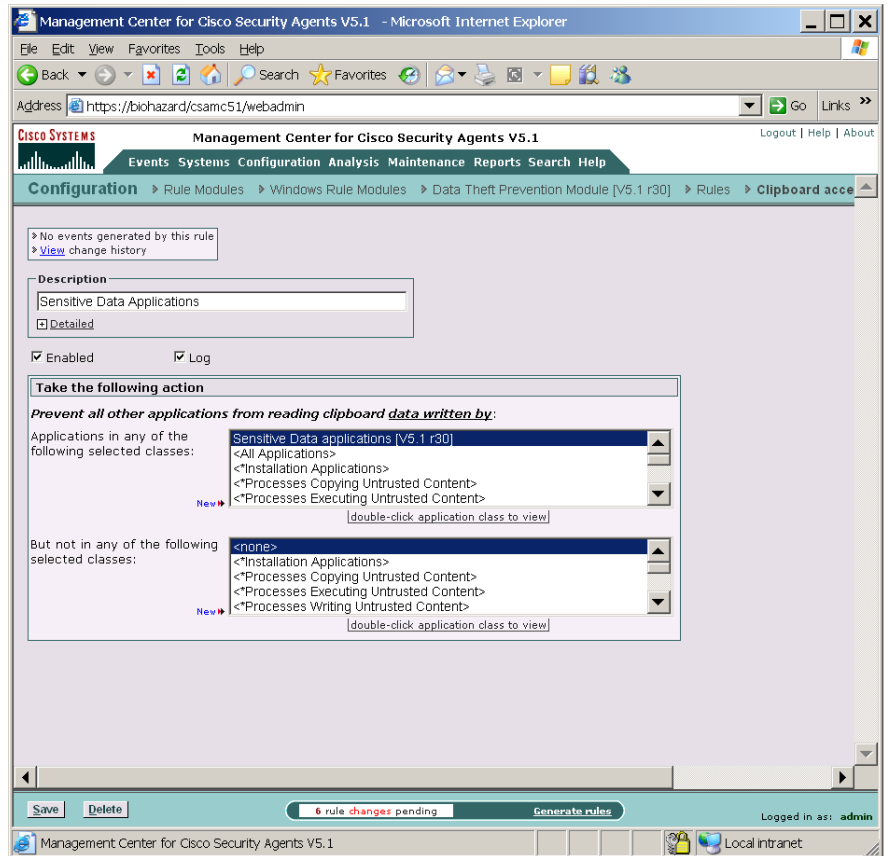 Management Center for Cisco Security Agents V5.1 - Microsoft Internet Explorer
File Edit View Favorites Tools Help
Back Search Favorites
Address https://biohazard/csamc51/webadmin Go Links »
CISCO SYSTEMS Management Center for Cisco Security Agents V5.1 Logout | Help | About
Events Systems Configuration Analysis Maintenance Reports Search Help
Configuration Rule Modules Windows Rule Modules Data Theft Prevention Module [V5.1 r30] Rules Clipboard acce
No events generated by this rule
View change history
Description
Sensitive Data Applications
Detailed
Enabled Log
Take the following action
Prevent all other applications from reading clipboard data written by:
Applications in any of the
following selected classes:
Sensitive Data applications [V5.1 r30]
<All Applications>
<*Installation Applications>
<*Processes Copying Untrusted Content>
<*Processes Executing Untrusted Content>
New
double-click application class to view
But not in any of the following
selected classes:
<none>
<*Installation Applications>
<*Processes Copying Untrusted Content>
<*Processes Executing Untrusted Content>
<*Processes Writing Untrusted Content>
New
double-click application class to view
Save Delete 6 rule changes pending Generate rules Logged in as: admin
Management Center for Cisco Security Agents V5.1 Local intranet